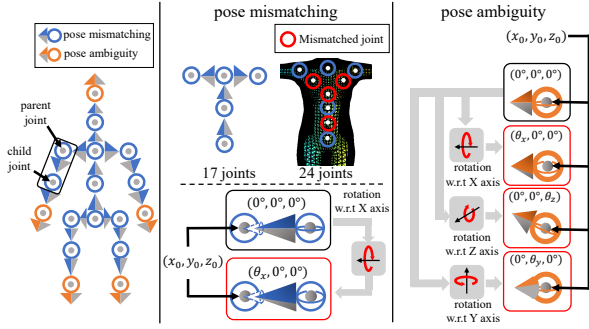 pose mismatching
pose ambiguity
parent
joint
child
joint
pose mismatching
Mismatched joint
17 joints
24 joints
(0°, 0°, 0°)
rotation
w.r.t X axis
(x₀, y₀, z₀)
(θₓ, 0°, 0°)
pose ambiguity
(x₀, y₀, z₀)
(0°, 0°, 0°)
(θₓ, 0°, 0°)
rotation
w.r.t X axis
(0°, 0°, θ_z)
rotation
w.r.t Z axis
(0°, θ_y, 0°)
rotation
w.r.t Y axis